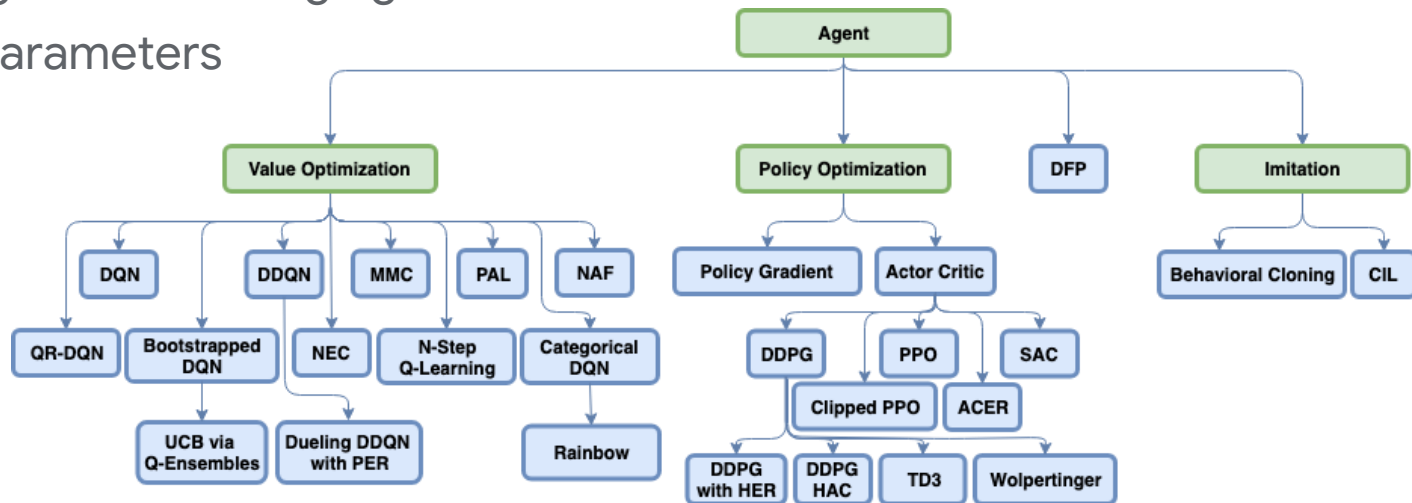 Agent
arameters
Value Optimization
Policy Optimization
DFP
Imitation
DQN
DDQN
MMC
PAL
NAF
Policy Gradient
Actor Critic
Behavioral Cloning
CIL
QR-DQN
Bootstrapped
DQN
NEC
N-Step
Q-Learning
Categorical
DQN
DDPG
PPO
SAC
Clipped PPO
ACER
UCB via
Q-Ensembles
Dueling DDQN
with PER
Rainbow
DDPG
with HER
DDPG
HAC
TD3
Wolpertinger